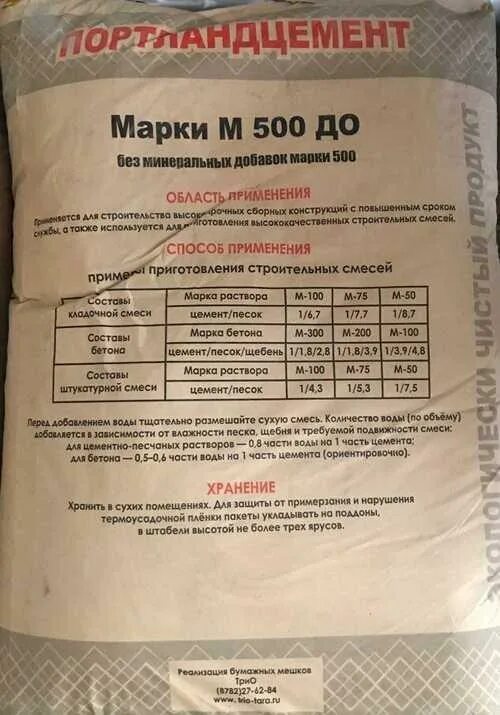 ПОРТЛАНДЦЕМЕНТ
Марки М 500 ДО
без минеральных добавок марки 500
ОБЛАСТЬ ПРИМЕНЕНИЯ
Применяется для строительства высокопрочных сборных конструкций с повышенным сроком
службы, а также используется для приготовления высококачественных строительных смесей.
СПОСОБ ПРИМЕНЕНИЯ
примеры приготовления строительных смесей
Составы кладочной смеси Марка раствора М-100 М-75 М-50
цемент/песок 1/6,7 1/7,7 1/8,7
Составы бетона Марка бетона М-300 М-200 М-100
цемент/песок/щебень 1/1,8/2,8 1/1,8/3,9 1/3,9/4,8
Составы штукатурной смеси Марка раствора М-100 М-75 М-50
цемент/песок 1/4,3 1/5,3 1/7,5
Перед добавлением воды тщательно размешайте сухую смесь. Количество воды (по объёму)
добавляется в зависимости от влажности песка, щебня и требуемой подвижности смеси:
для цементно-песчаных растворов — 0,8 части воды на 1 часть цемента;
для бетона — 0,5–0,6 части воды на 1 часть цемента (ориентировочно).
ХРАНЕНИЕ
Хранить в сухих помещениях. Для защиты от примерзания и нарушения
термоусадочной плёнки пакеты укладывать на поддоны,
в штабели высотой не более трех ярусов.
ЭКОЛОГИЧЕСКИ ЧИСТЫЙ ПРОДУКТ
Реализация бумажных мешков
ТриО
(8782)27-62-84
www.trio-tara.ru